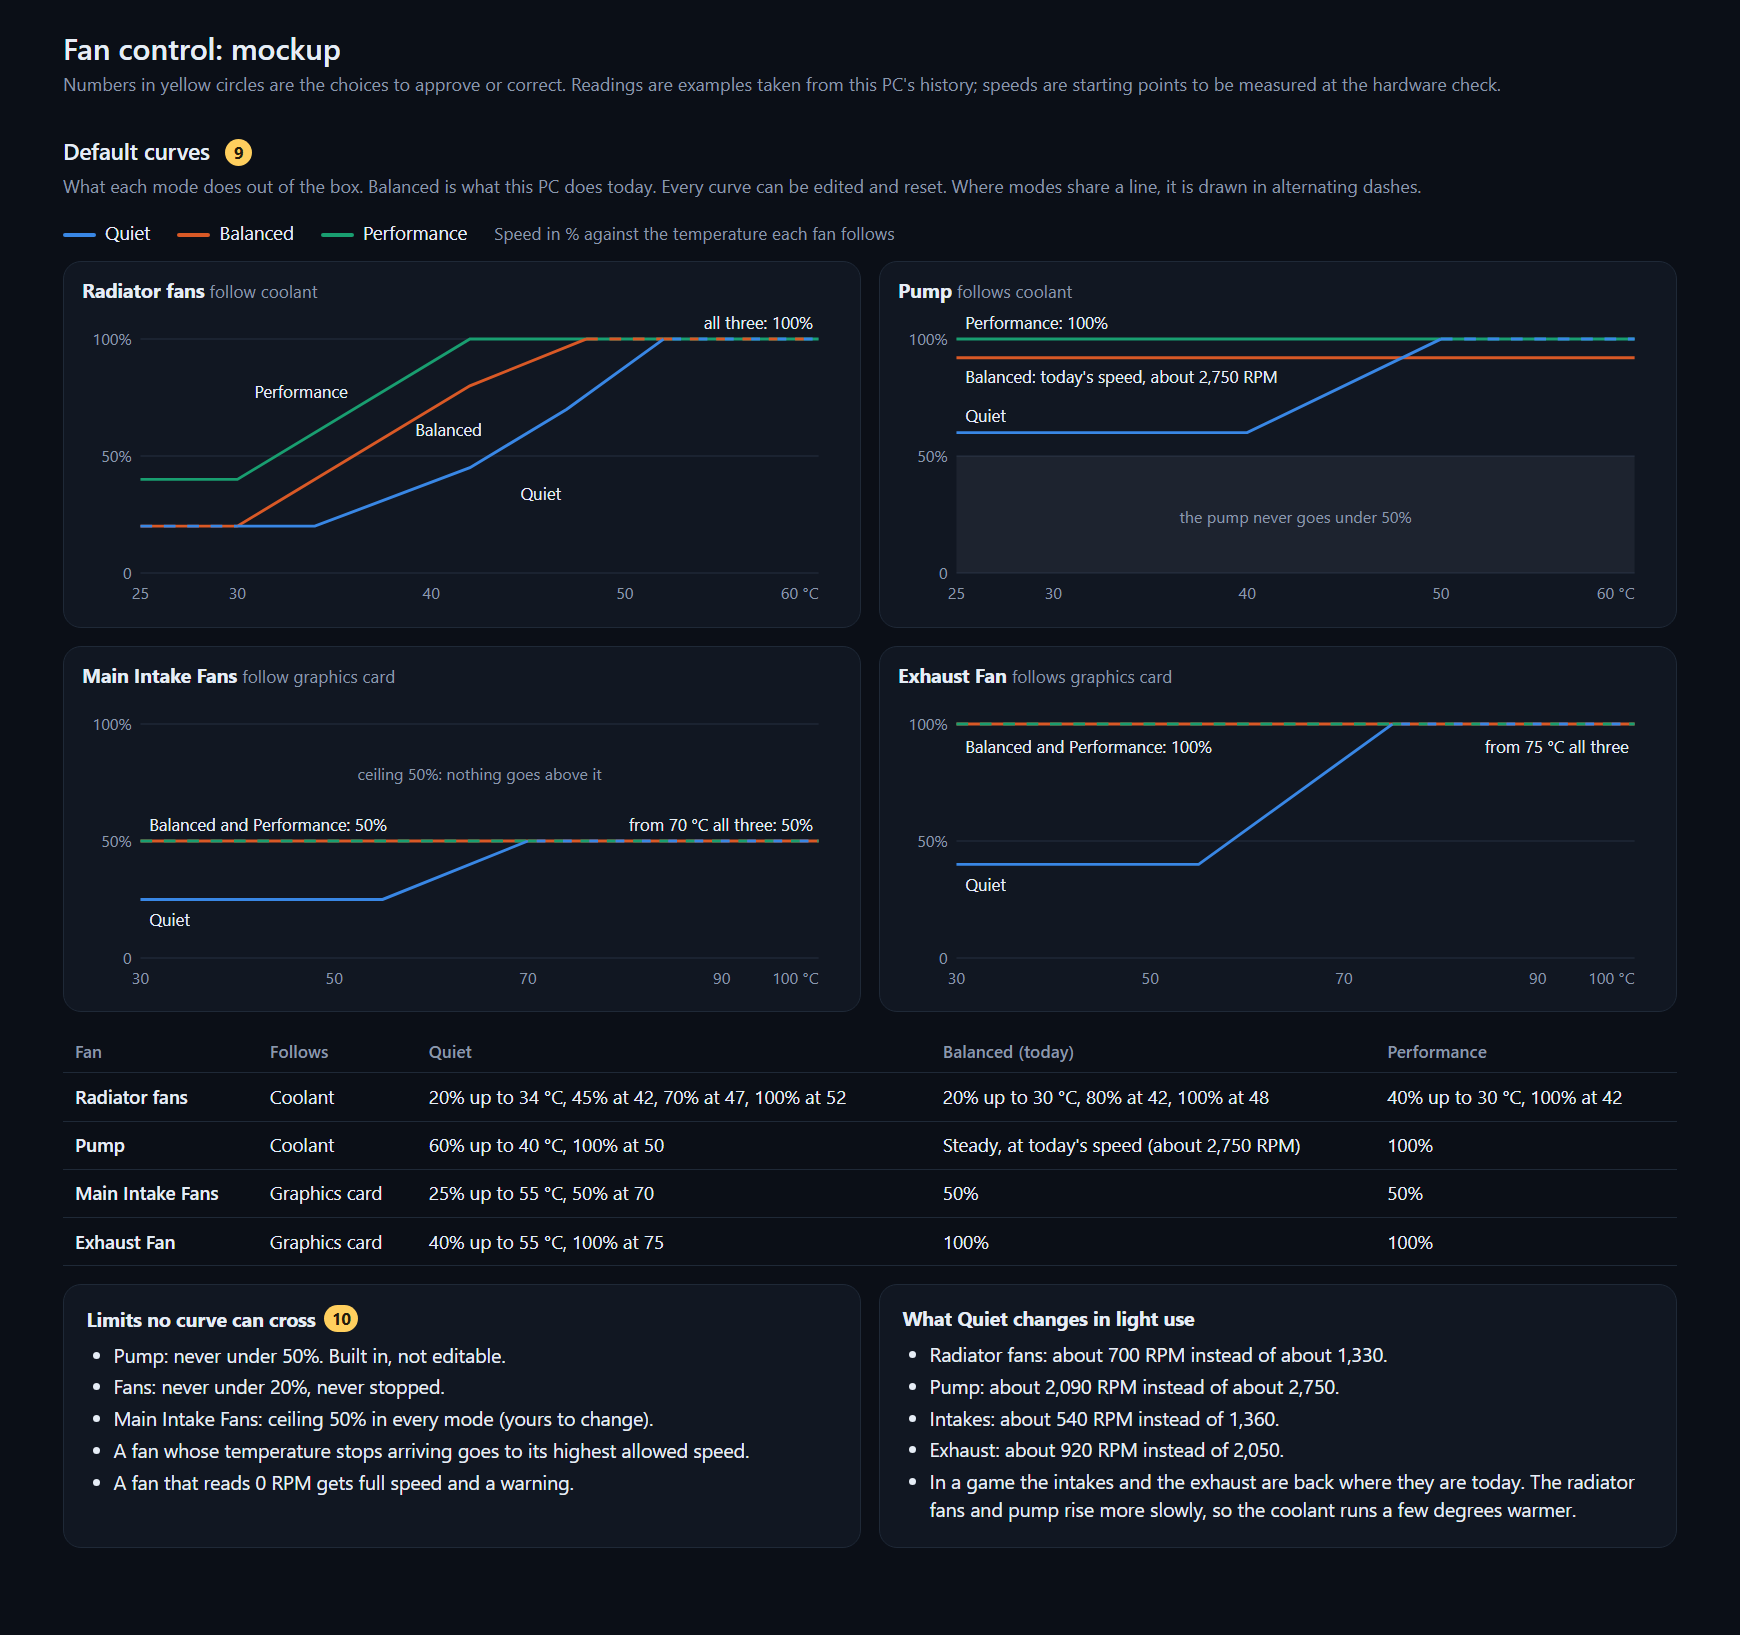 Fan control: mockup
Numbers in yellow circles are the choices to approve or correct. Readings are examples taken from this PC's history; speeds are starting points to be measured at the hardware check.
Default curves 9
What each mode does out of the box. Balanced is what this PC does today. Every curve can be edited and reset. Where modes share a line, it is drawn in alternating dashes.
Quiet Balanced Performance Speed in % against the temperature each fan follows
Radiator fans follow coolant
all three: 100%
100%
Performance
Balanced
50%
Quiet
0
25 30 40 50 60 °C
Pump follows coolant
Performance: 100%
100%
Balanced: today's speed, about 2,750 RPM
Quiet
50%
the pump never goes under 50%
0
25 30 40 50 60 °C
Main Intake Fans follow graphics card
100%
ceiling 50%: nothing goes above it
Balanced and Performance: 50% from 70 °C all three: 50%
50%
Quiet
0
30 50 70 90 100 °C
Exhaust Fan follows graphics card
100%
Balanced and Performance: 100% from 75 °C all three
50%
Quiet
0
30 50 70 90 100 °C
Fan Follows Quiet Balanced (today) Performance
Radiator fans Coolant 20% up to 34 °C, 45% at 42, 70% at 47, 100% at 52 20% up to 30 °C, 80% at 42, 100% at 48 40% up to 30 °C, 100% at 42
Pump Coolant 60% up to 40 °C, 100% at 50 Steady, at today's speed (about 2,750 RPM) 100%
Main Intake Fans Graphics card 25% up to 55 °C, 50% at 70 50% 50%
Exhaust Fan Graphics card 40% up to 55 °C, 100% at 75 100% 100%
Limits no curve can cross 10
• Pump: never under 50%. Built in, not editable.
• Fans: never under 20%, never stopped.
• Main Intake Fans: ceiling 50% in every mode (yours to change).
• A fan whose temperature stops arriving goes to its highest allowed speed.
• A fan that reads 0 RPM gets full speed and a warning.
What Quiet changes in light use
• Radiator fans: about 700 RPM instead of about 1,330.
• Pump: about 2,090 RPM instead of about 2,750.
• Intakes: about 540 RPM instead of 1,360.
• Exhaust: about 920 RPM instead of 2,050.
• In a game the intakes and the exhaust are back where they are today. The radiator
fans and pump rise more slowly, so the coolant runs a few degrees warmer.